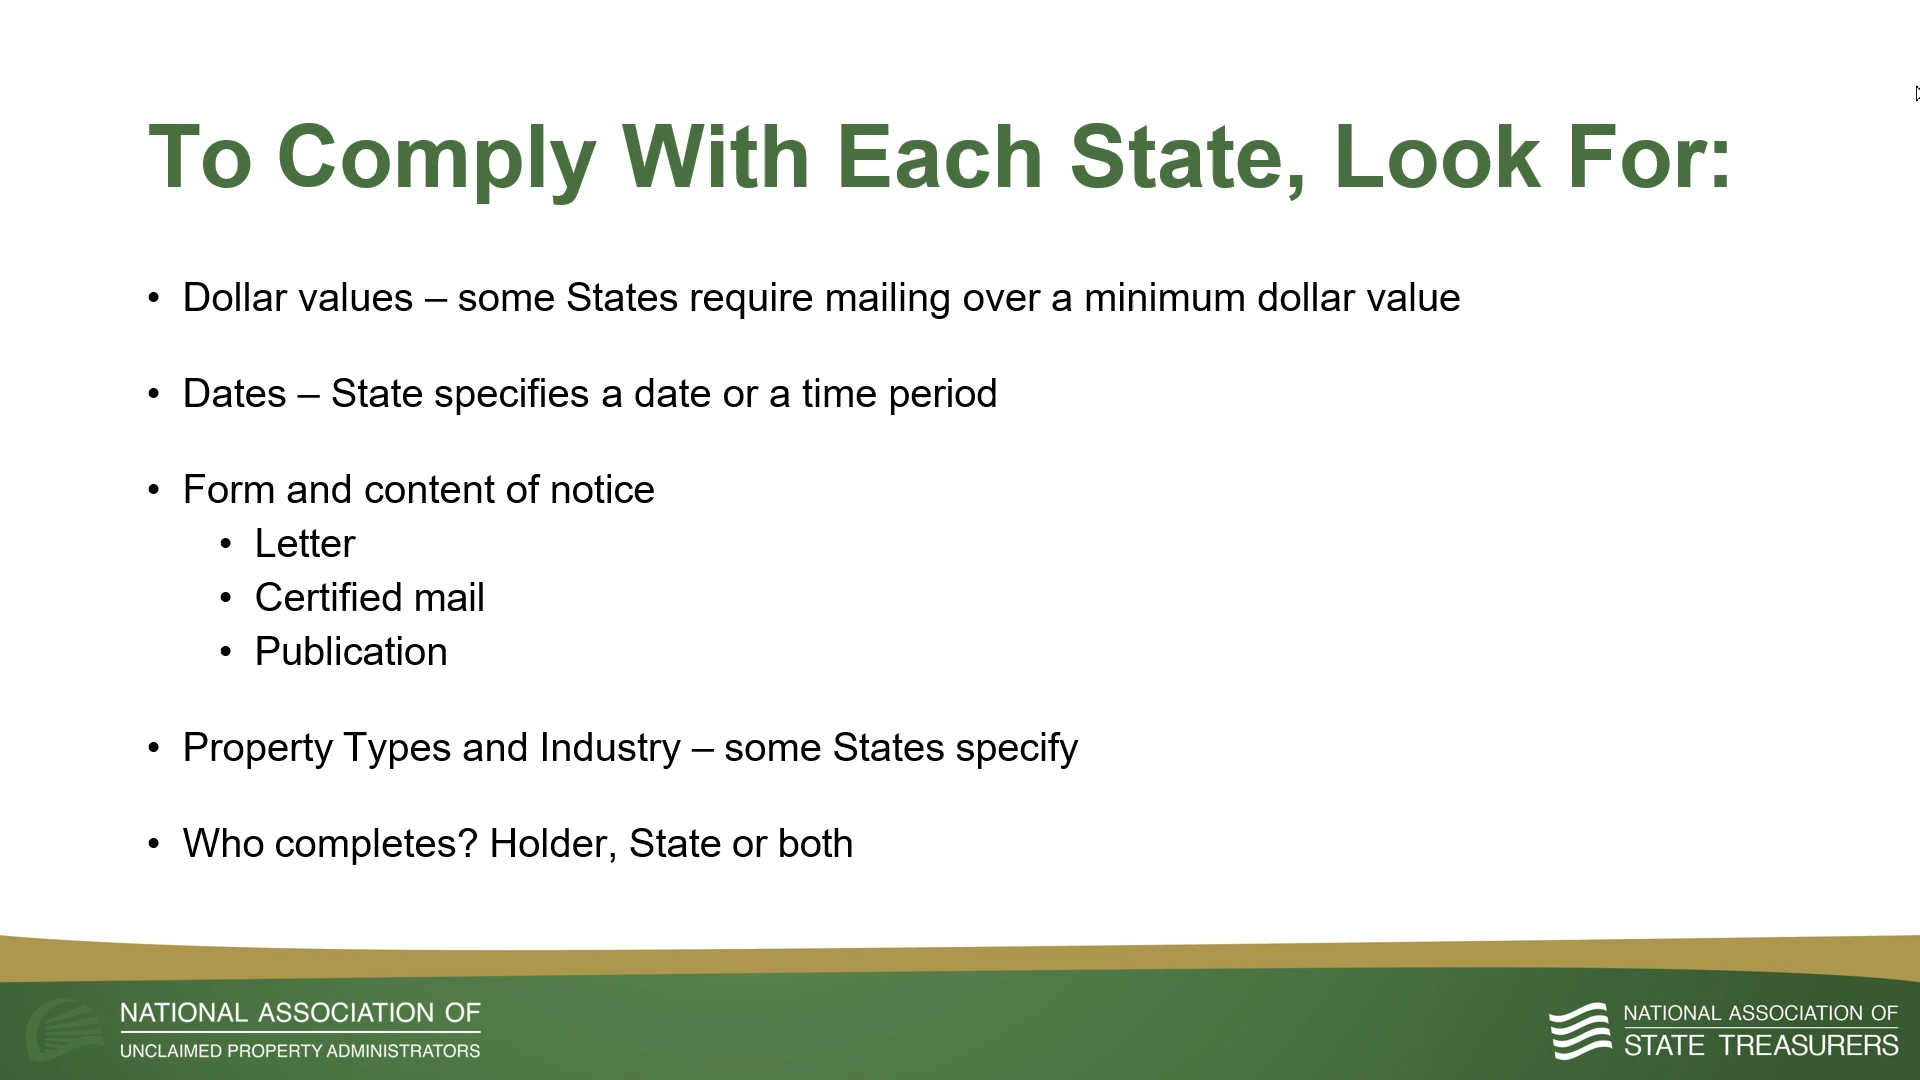 To Comply With Each State, Look For:
• Dollar values – some States require mailing over a minimum dollar value
• Dates – State specifies a date or a time period
• Form and content of notice
• Letter
• Certified mail
• Publication
• Property Types and Industry – some States specify
• Who completes? Holder, State or both
NATIONAL ASSOCIATION OF
UNCLAIMED PROPERTY ADMINISTRATORS
NATIONAL ASSOCIATION OF
STATE TREASURERS